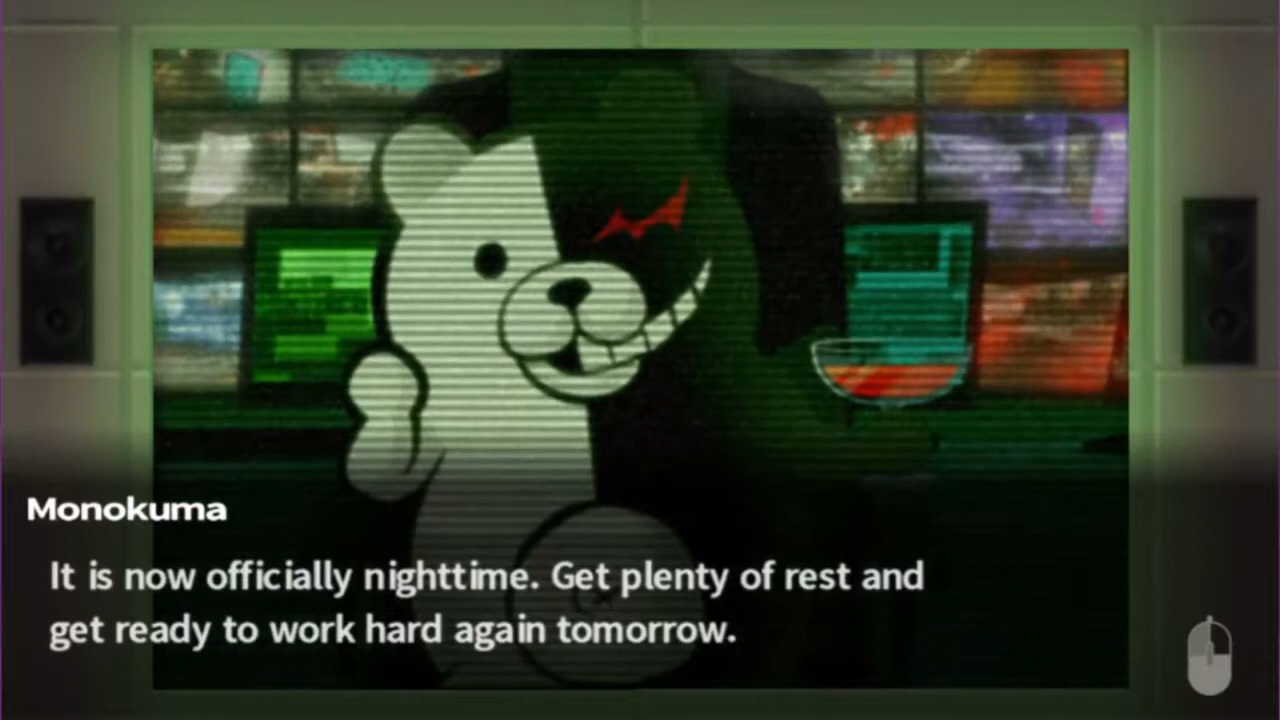 Monokuma
It is now officially nighttime. Get plenty of rest and
get ready to work hard again tomorrow.